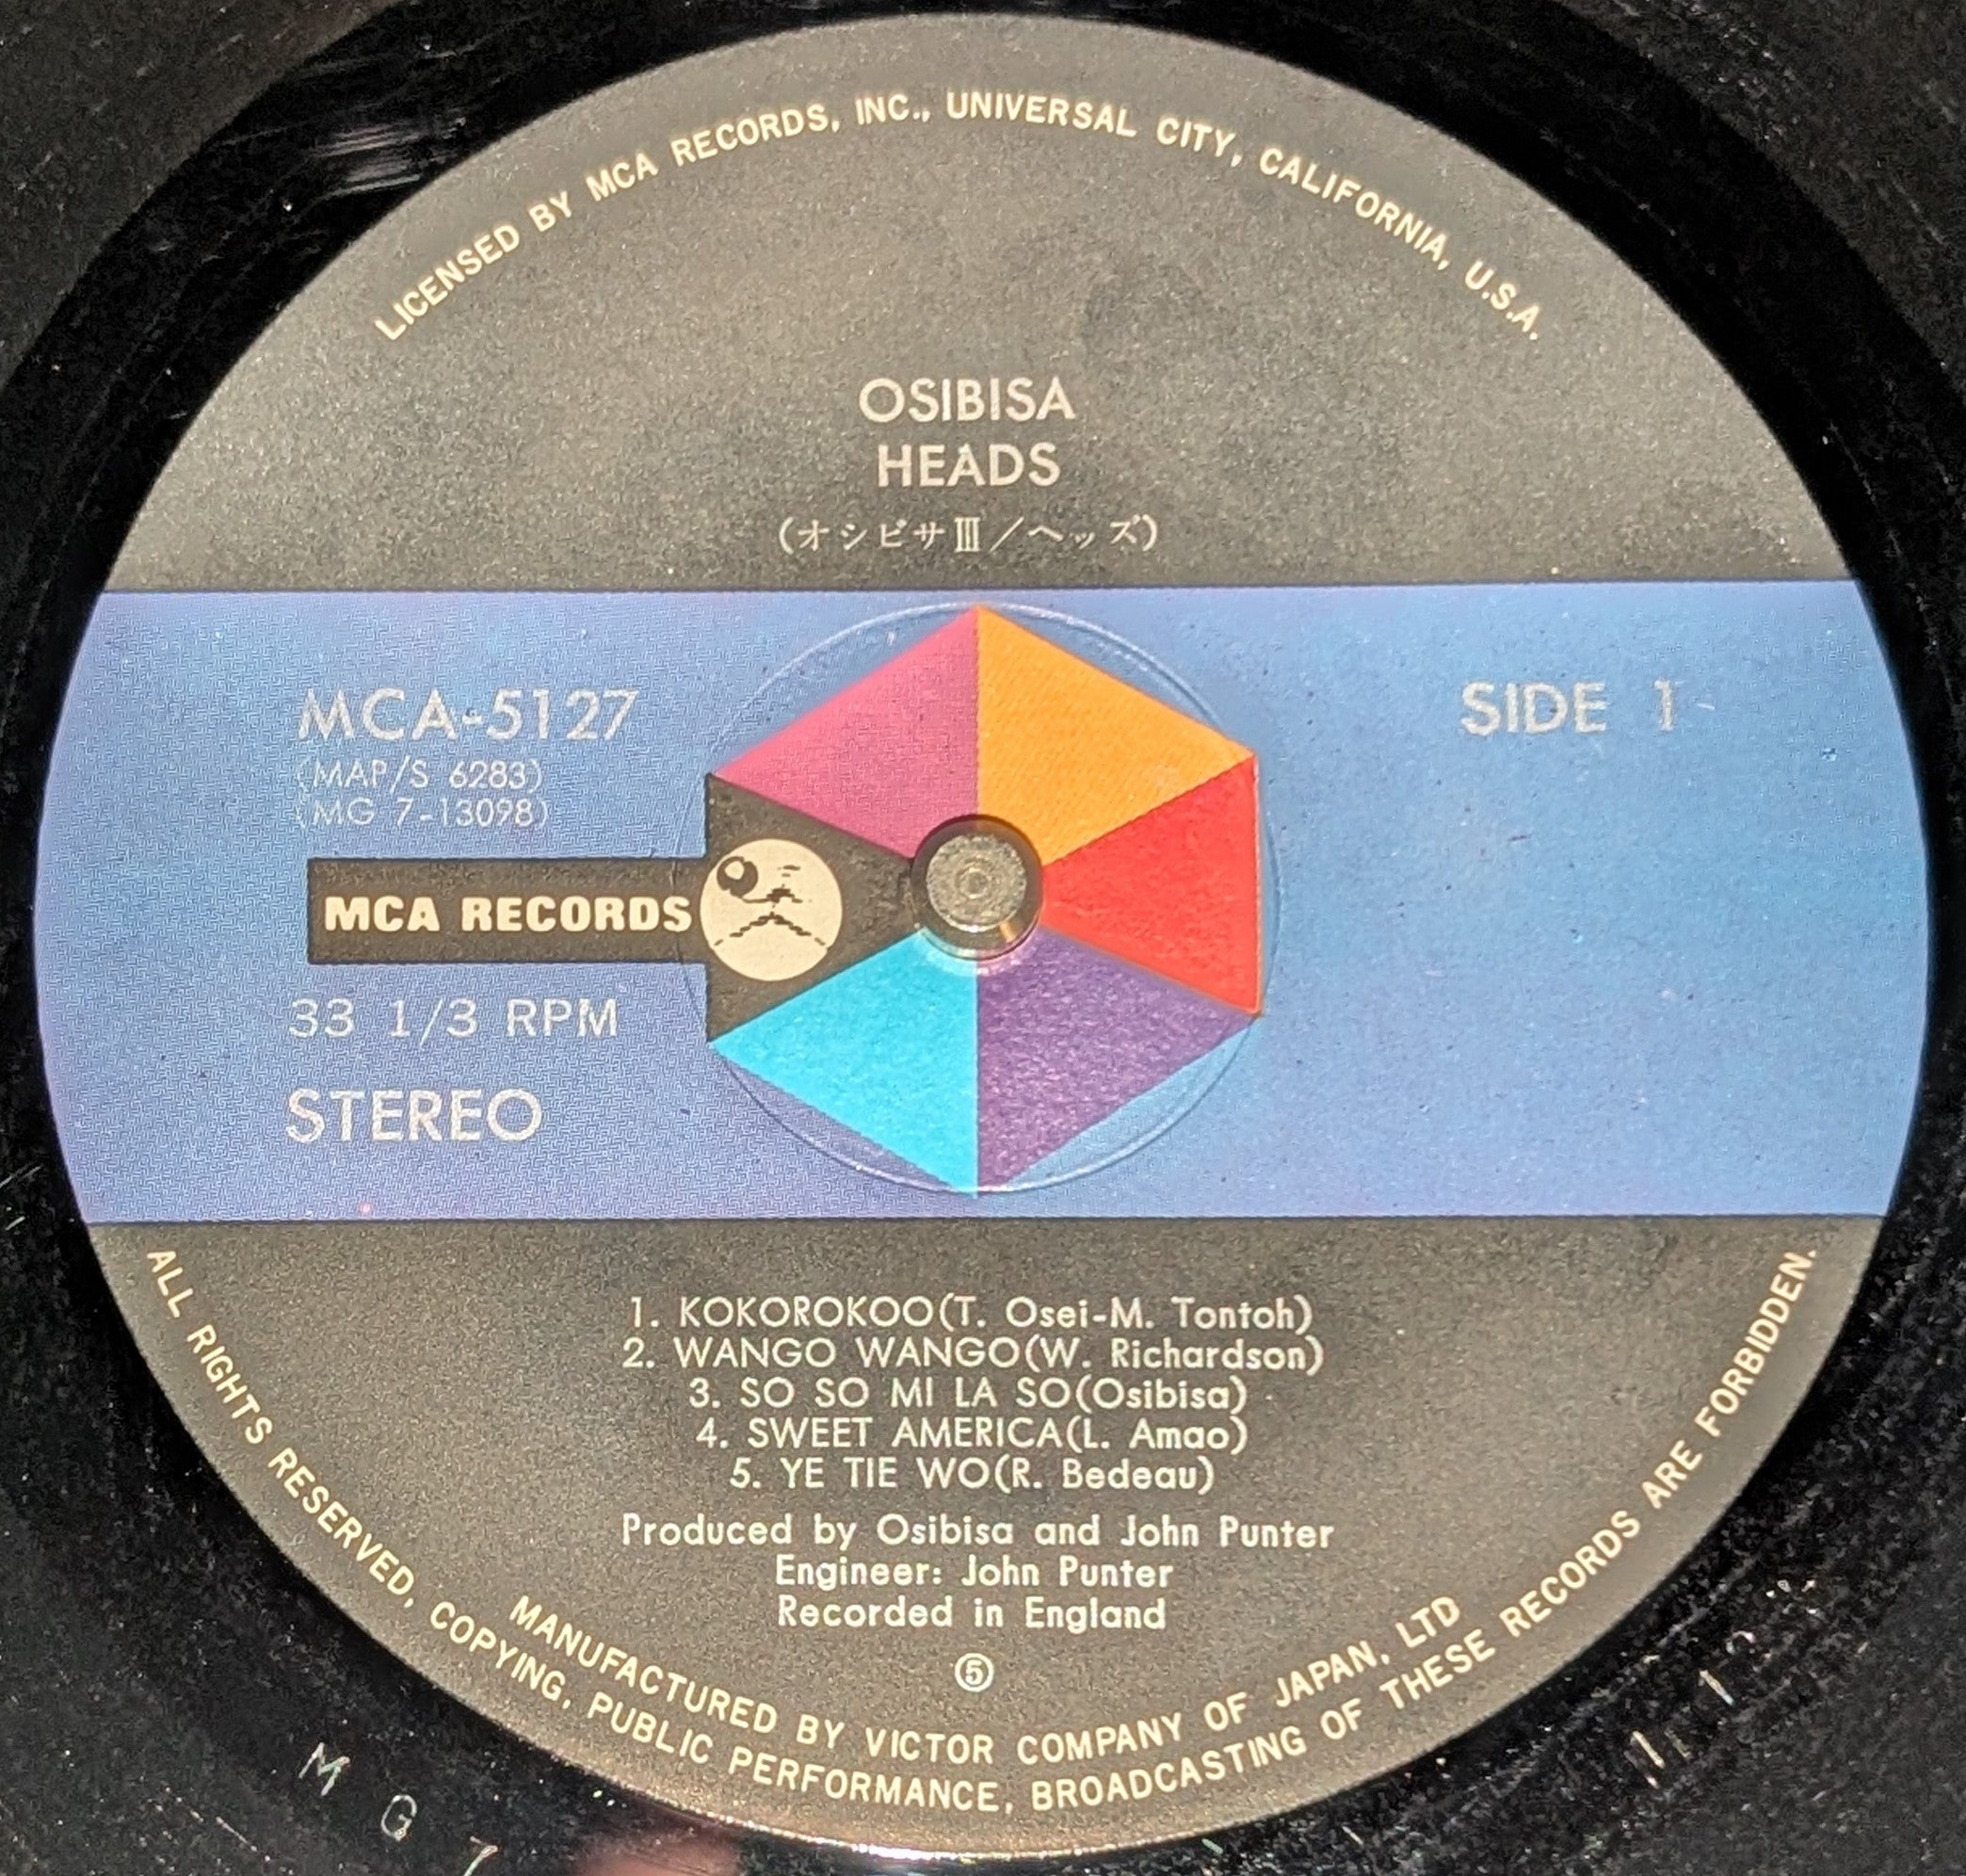 LICENSED BY MCA RECORDS, INC., UNIVERSAL CITY, CALIFORNIA, U.S.A.
OSIBISA
HEADS
(オシビサⅢ/ヘッズ)
MCA-5127
SIDE 1
(MAP/S 6283)
(MG 7-13098)
MCA RECORDS
33 1/3 RPM
STEREO
1. KOKOROKOO(T. Osei-M. Tontoh)
2. WANGO WANGO(W. Richardson)
3. SO SO MI LA SO(Osibisa)
4. SWEET AMERICA(L. Amao)
5. YE TIE WO(R. Bedeau)
Produced by Osibisa and John Punter
Engineer: John Punter
Recorded in England
⑤
MANUFACTURED BY VICTOR COMPANY OF JAPAN, LTD
ALL RIGHTS RESERVED, COPYING, PUBLIC PERFORMANCE, BROADCASTING OF THESE RECORDS ARE FORBIDDEN.
M G 7